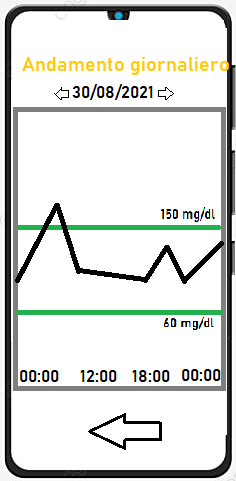 Andamento giornaliero
30/08/2021
150 mg/dl
60 mg/dl
00:00 12:00 18:00 00:00